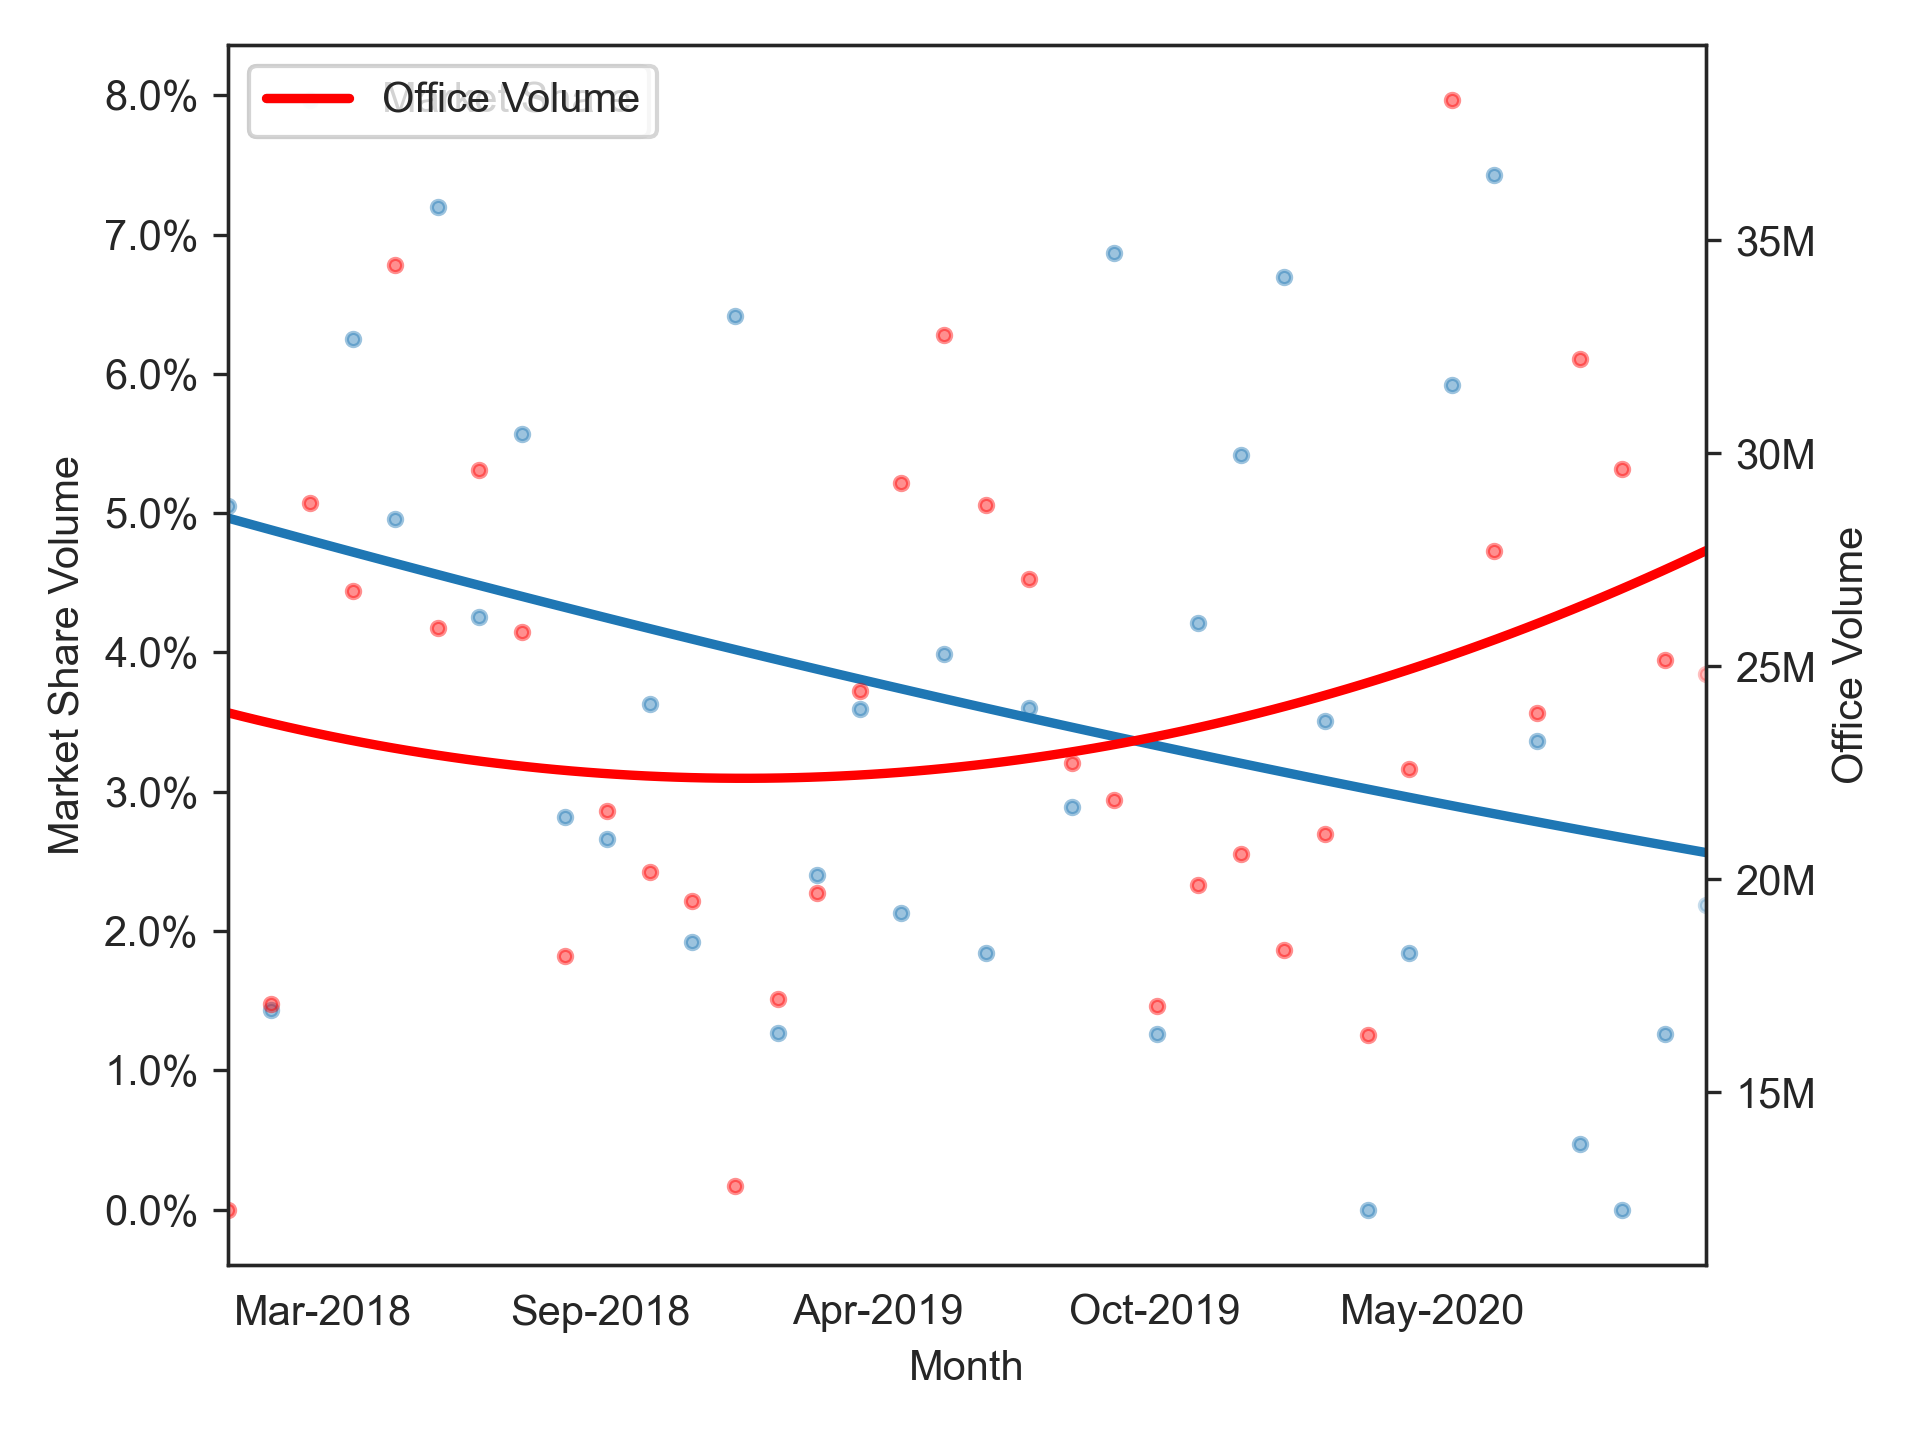 Market Share
Office Volume
8.0%
7.0%
6.0%
5.0%
4.0%
3.0%
2.0%
1.0%
0.0%
Market Share Volume
35M
30M
25M
20M
15M
Office Volume
Mar-2018 Sep-2018 Apr-2019 Oct-2019 May-2020
Month